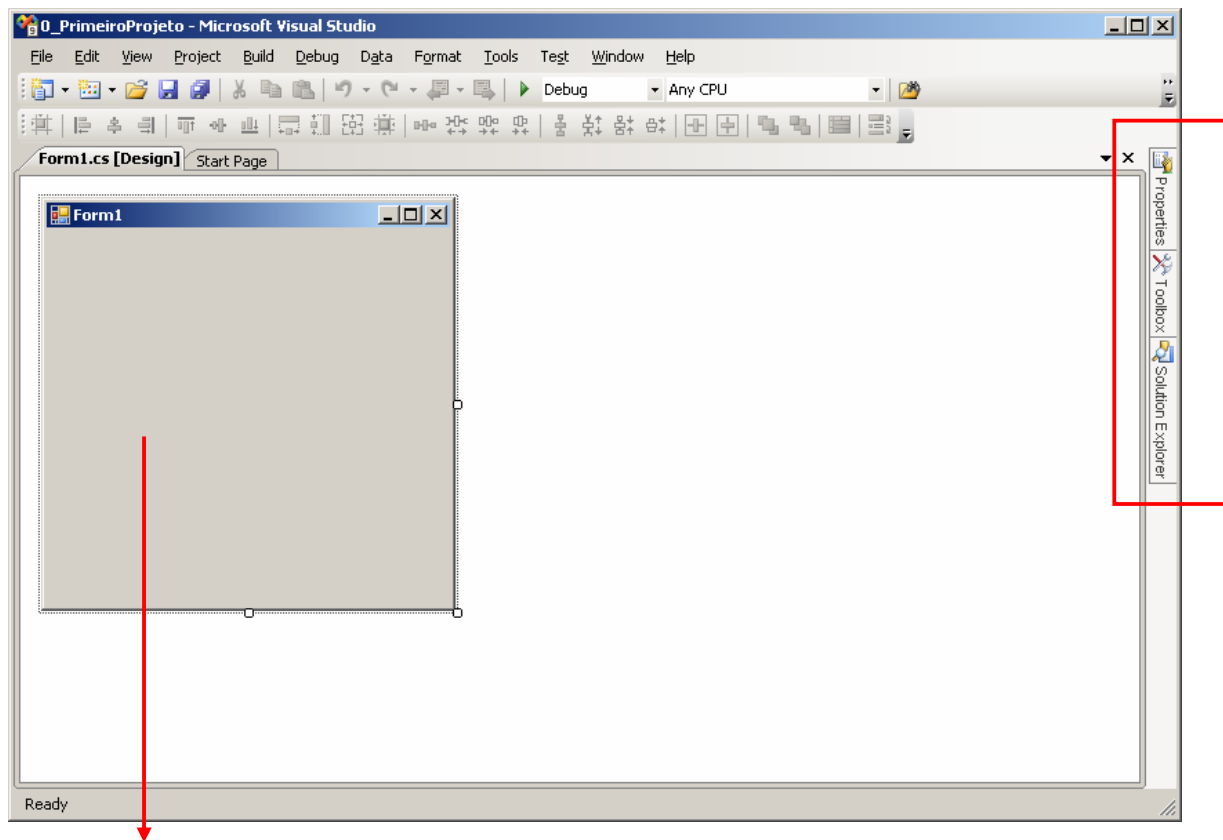 0_PrimeiroProjeto - Microsoft Visual Studio
File Edit View Project Build Debug Data Format Tools Test Window Help
Debug Any CPU
Form1.cs [Design] Start Page
Form1
Properties
Toolbox
Solution Explorer
Ready